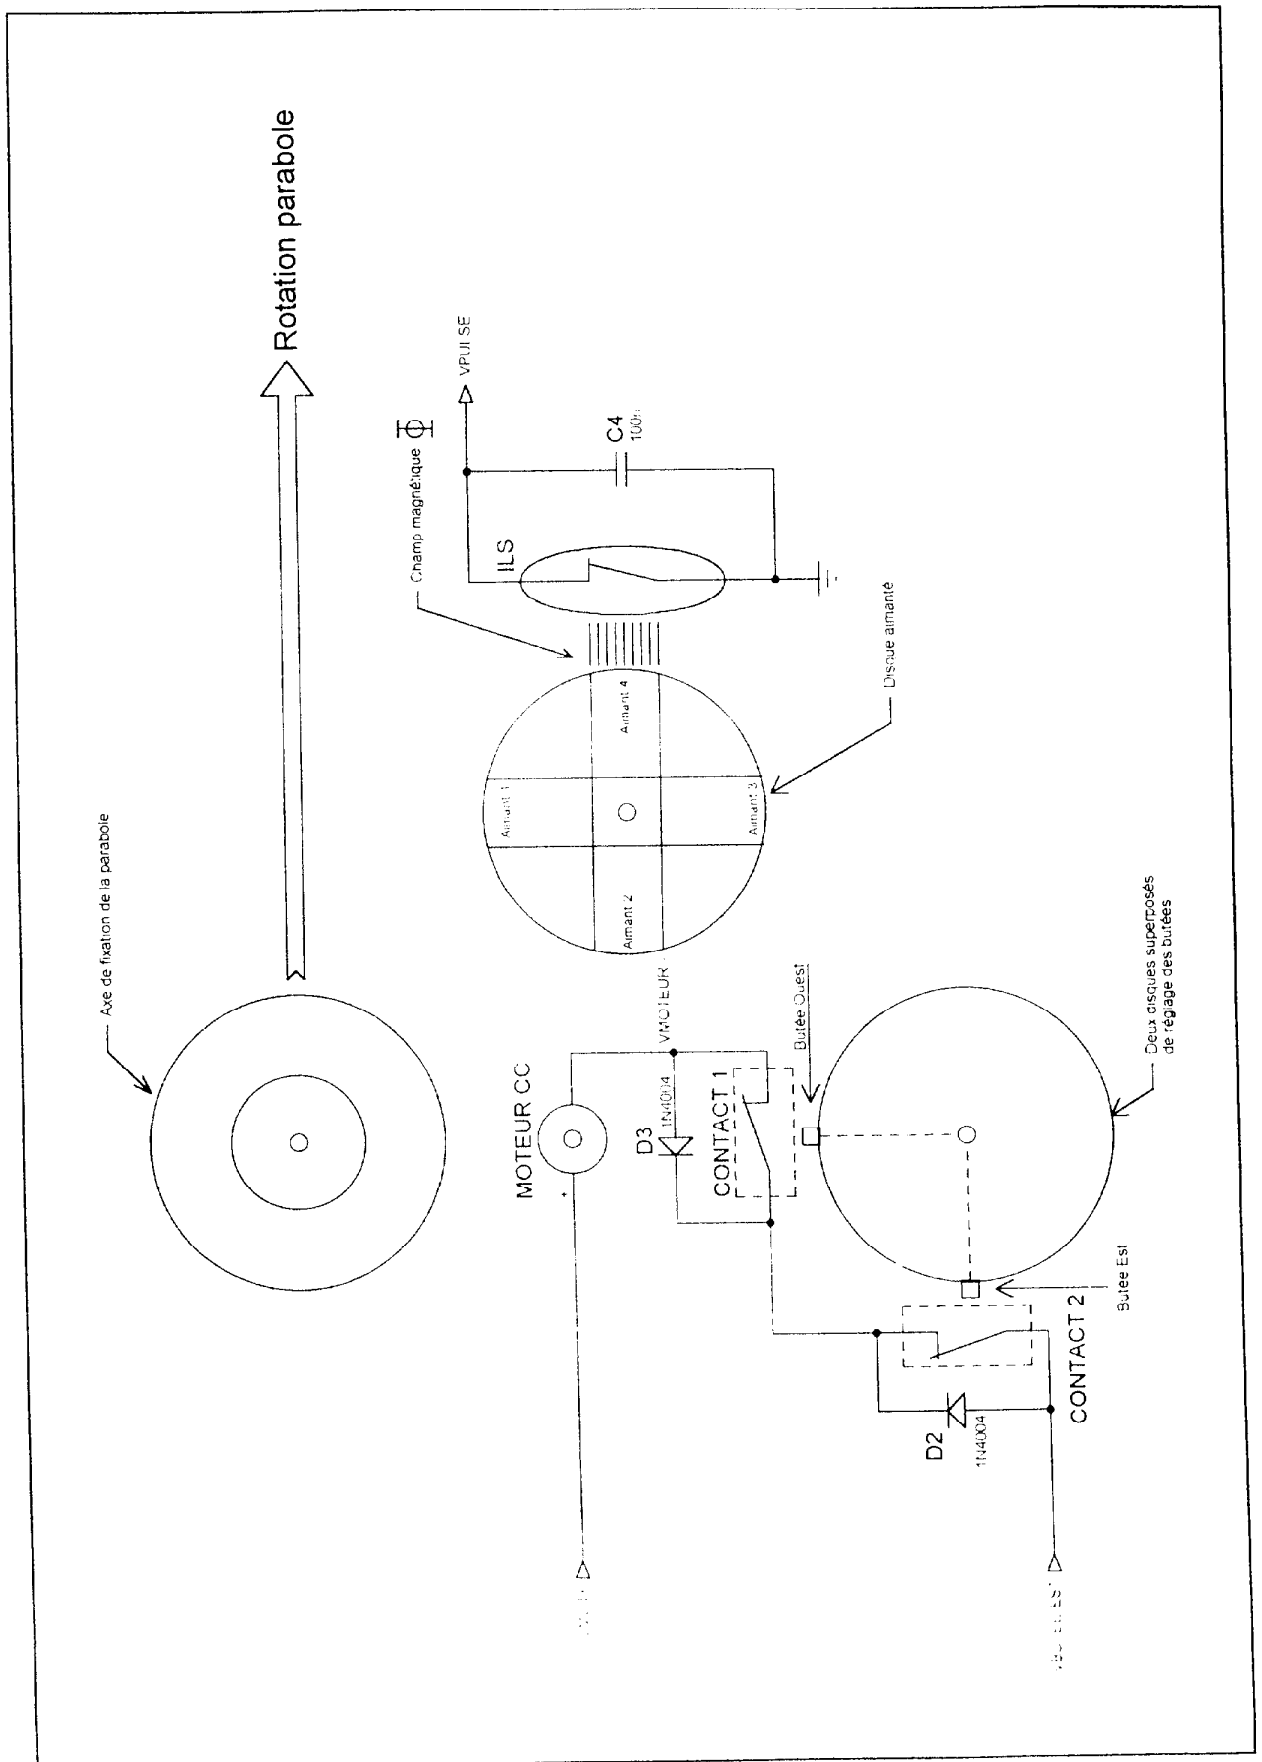 Axe de fixation de la parabole
Rotation parabole
MOTEUR CC
+
D3
1N4004
VMOTEUR -
CONTACT 1
Butée Ouest
Aimant 1
Aimant 2
Aimant 3
Aimant 4
Champ magnétique Φ
ILS
VPULSE
C4
100n
Disque aimanté
D2
1N4004
CONTACT 2
Butée Est
Deux disques superposés
de réglage des butées